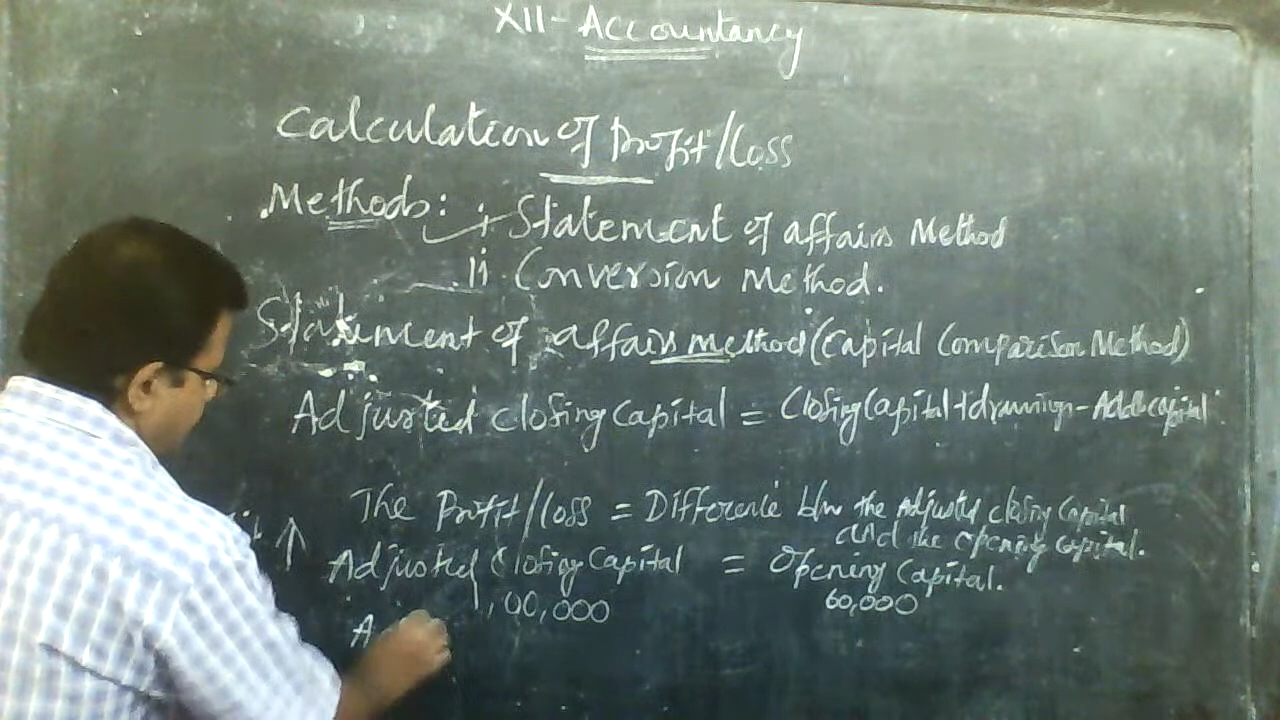 XII - Accountancy
Calculation of Profit/Loss
Methods: i Statement of affairs Method
ii Conversion Method.
Statement of affairs method (Capital Comparison Method)
Adjusted closing capital = Closing Capital + drawings - Addl capital
The Profit/Loss = Difference b/w the Adjusted closing Capital
and the opening capital.
Adjusted Closing Capital = Opening Capital.
1,00,000 60,000
A